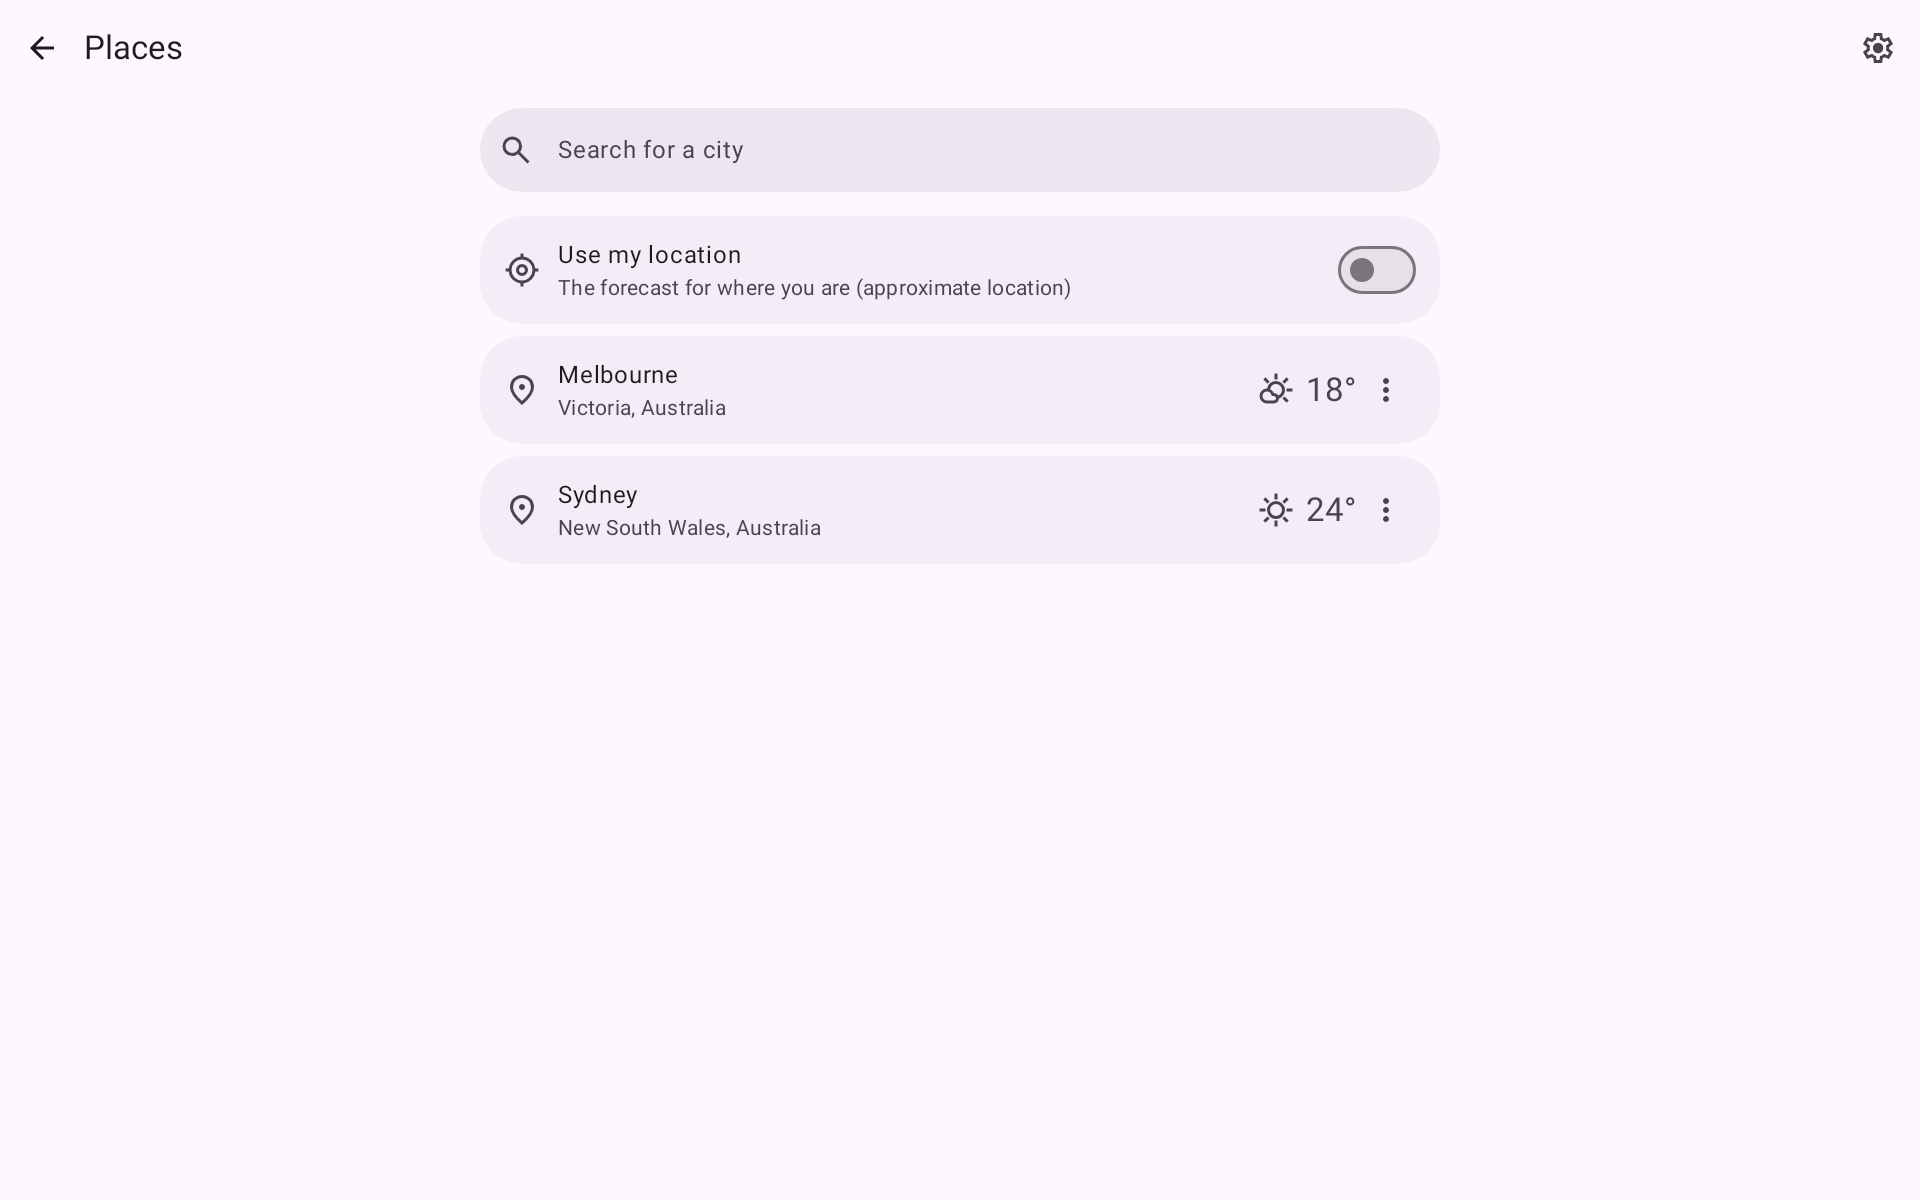 Places
Search for a city
Use my location
The forecast for where you are (approximate location)
Melbourne
Victoria, Australia
18°
Sydney
New South Wales, Australia
24°